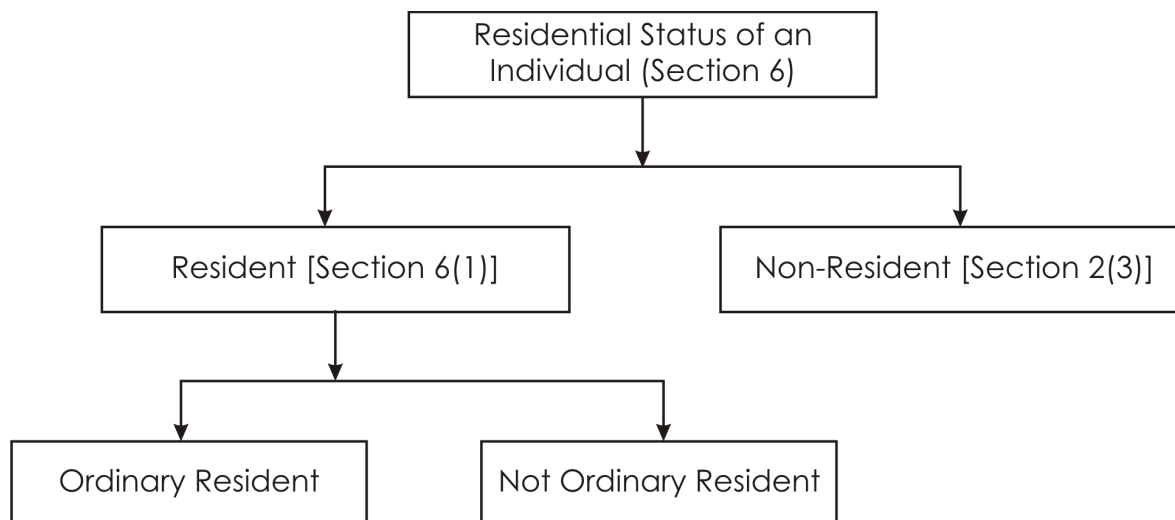 Residential Status of an
Individual (Section 6)
Resident [Section 6(1)]
Non-Resident [Section 2(3)]
Ordinary Resident
Not Ordinary Resident